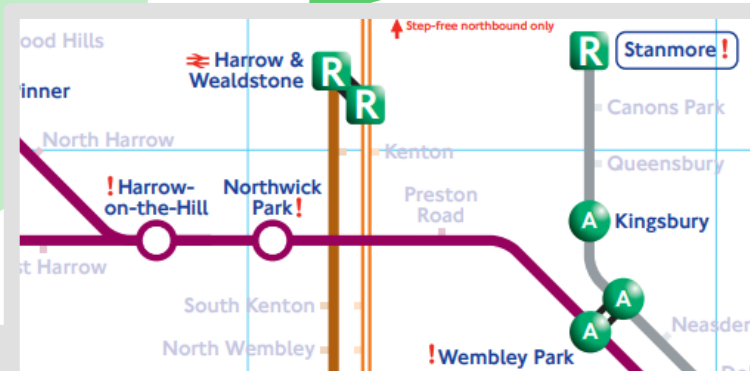 Step-free northbound only
ood Hills
Harrow &
Wealdstone
R
R
R
Stanmore!
inner
Canons Park
North Harrow
Kenton
Queensbury
!Harrow-
on-the-Hill
Northwick
Park!
Preston
Road
A Kingsbury
st Harrow
South Kenton
A
A
Neasden
North Wembley
!Wembley Park